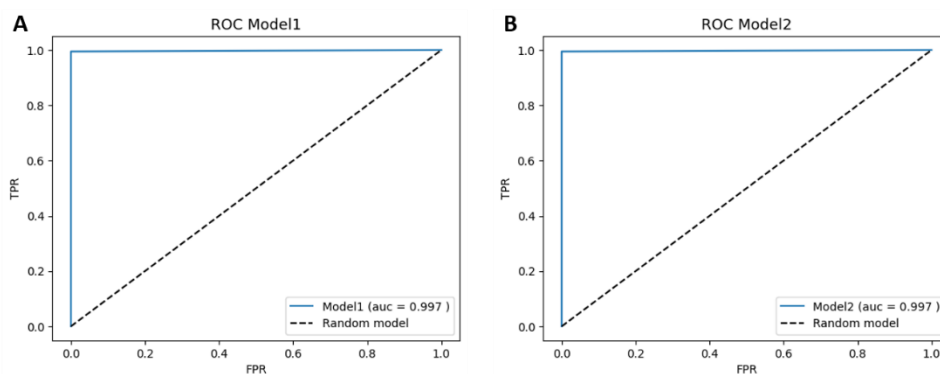 A
ROC Model1
1.0
0.8
0.6
0.4
0.2
0.0
TPR
Model1 (auc = 0.997 )
Random model
0.0 0.2 0.4 0.6 0.8 1.0
FPR
B
ROC Model2
1.0
0.8
0.6
0.4
0.2
0.0
TPR
Model2 (auc = 0.997 )
Random model
0.0 0.2 0.4 0.6 0.8 1.0
FPR